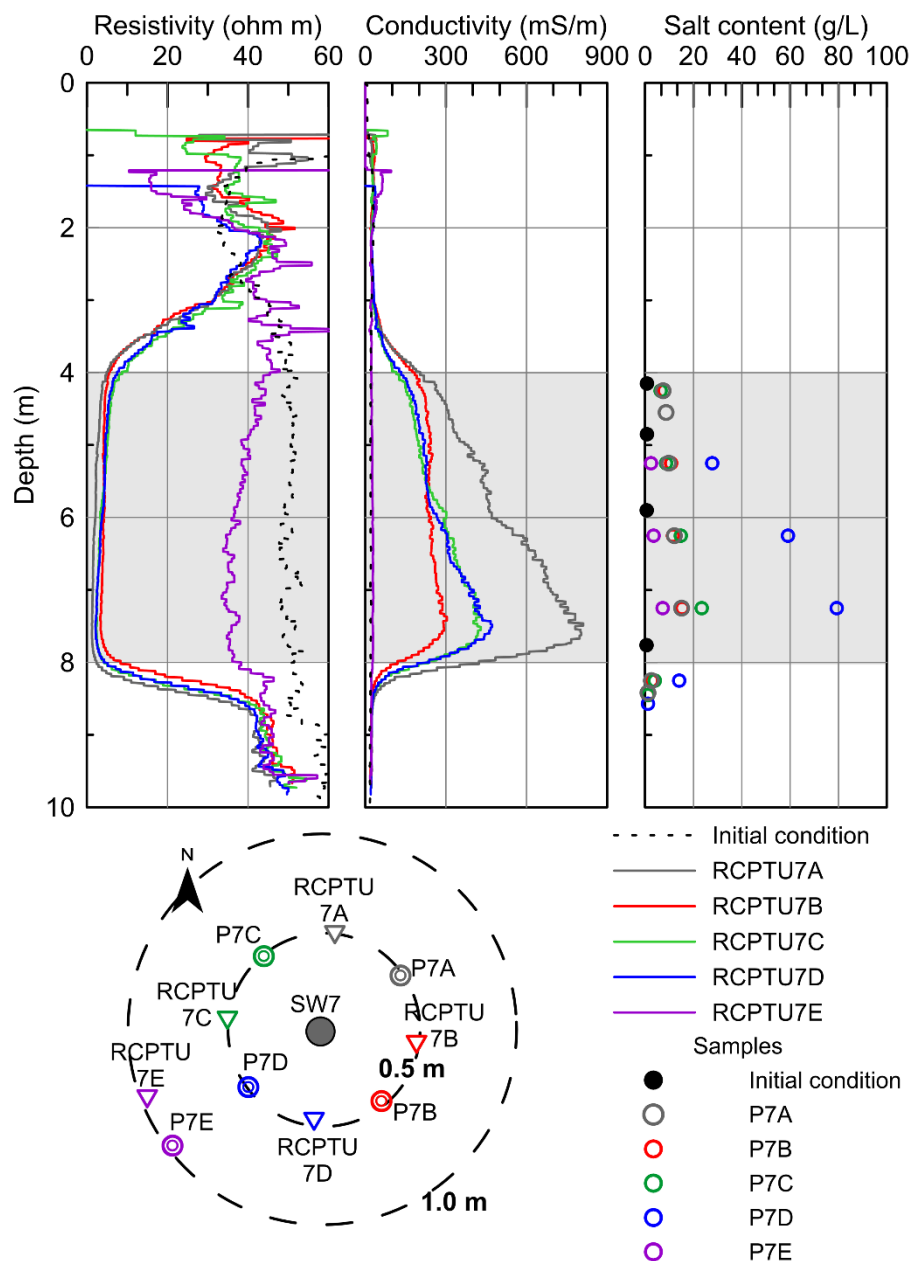 Resistivity (ohm m)
Conductivity (mS/m)
Salt content (g/L)
0 20 40 60
0 300 600 900
0 20 40 60 80 100
0
2
4
6
8
10
Depth (m)
N
RCPTU
7A
P7C
P7A
RCPTU
7C
SW7
RCPTU
7B
RCPTU
7E
P7D
0.5 m
P7B
P7E
RCPTU
7D
1.0 m
Initial condition
RCPTU7A
RCPTU7B
RCPTU7C
RCPTU7D
RCPTU7E
Samples
Initial condition
P7A
P7B
P7C
P7D
P7E